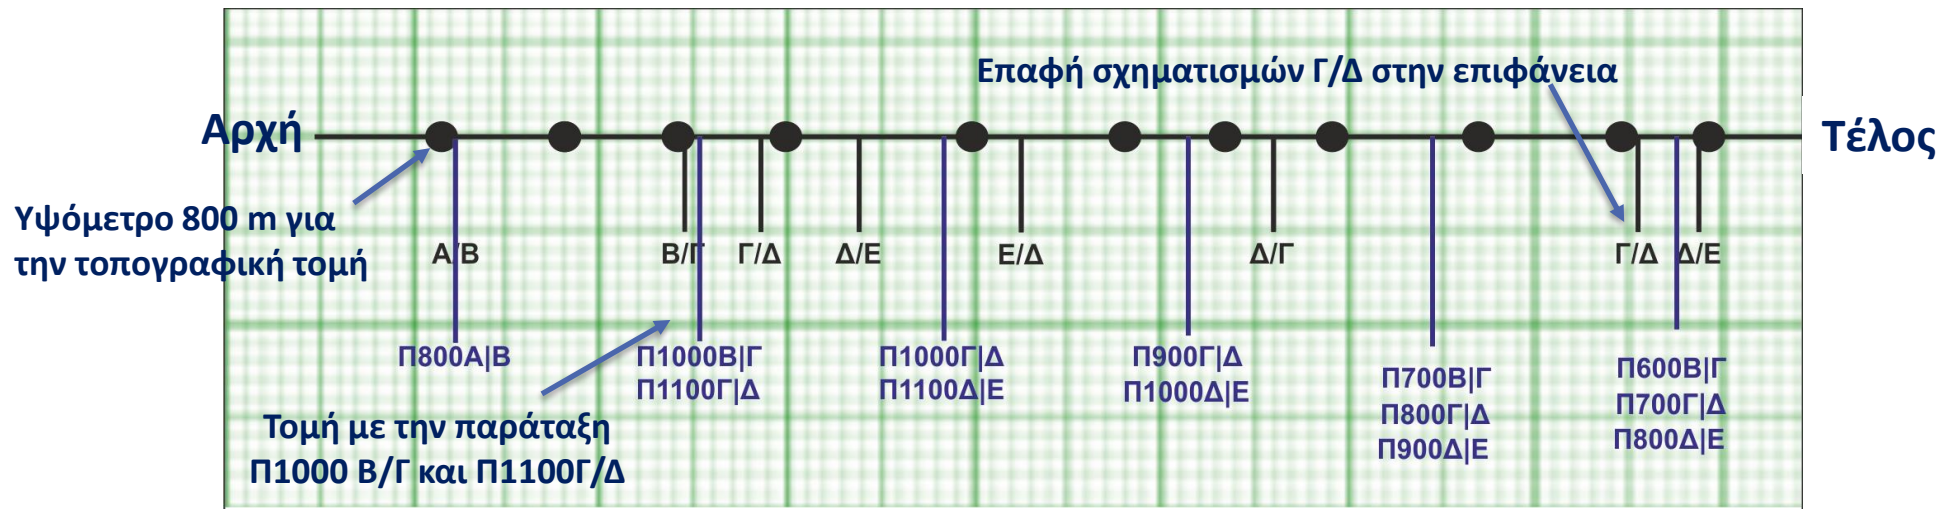 Επαφή σχηματισμών Γ/Δ στην επιφάνεια
Αρχή
Τέλος
Υψόμετρο 800 m για
την τοπογραφική τομή
Α/Β
Β/Γ
Γ/Δ
Δ/Ε
Ε/Δ
Δ/Γ
Γ/Δ
Δ/Ε
Π800Α|Β
Π1000Β|Γ
Π1100Γ|Δ
Π1000Γ|Δ
Π1100Δ|Ε
Π900Γ|Δ
Π1000Δ|Ε
Π700Β|Γ
Π800Γ|Δ
Π900Δ|Ε
Π600Β|Γ
Π700Γ|Δ
Π800Δ|Ε
Τομή με την παράταξη
Π1000 Β/Γ και Π1100Γ/Δ